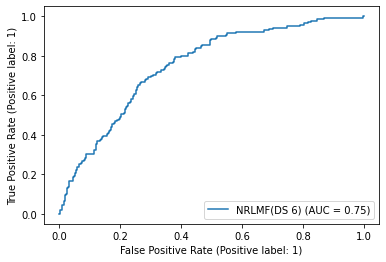 True Positive Rate (Positive label: 1)
1.0
0.8
0.6
0.4
0.2
0.0
NRLMF(DS 6) (AUC = 0.75)
0.0 0.2 0.4 0.6 0.8 1.0
False Positive Rate (Positive label: 1)